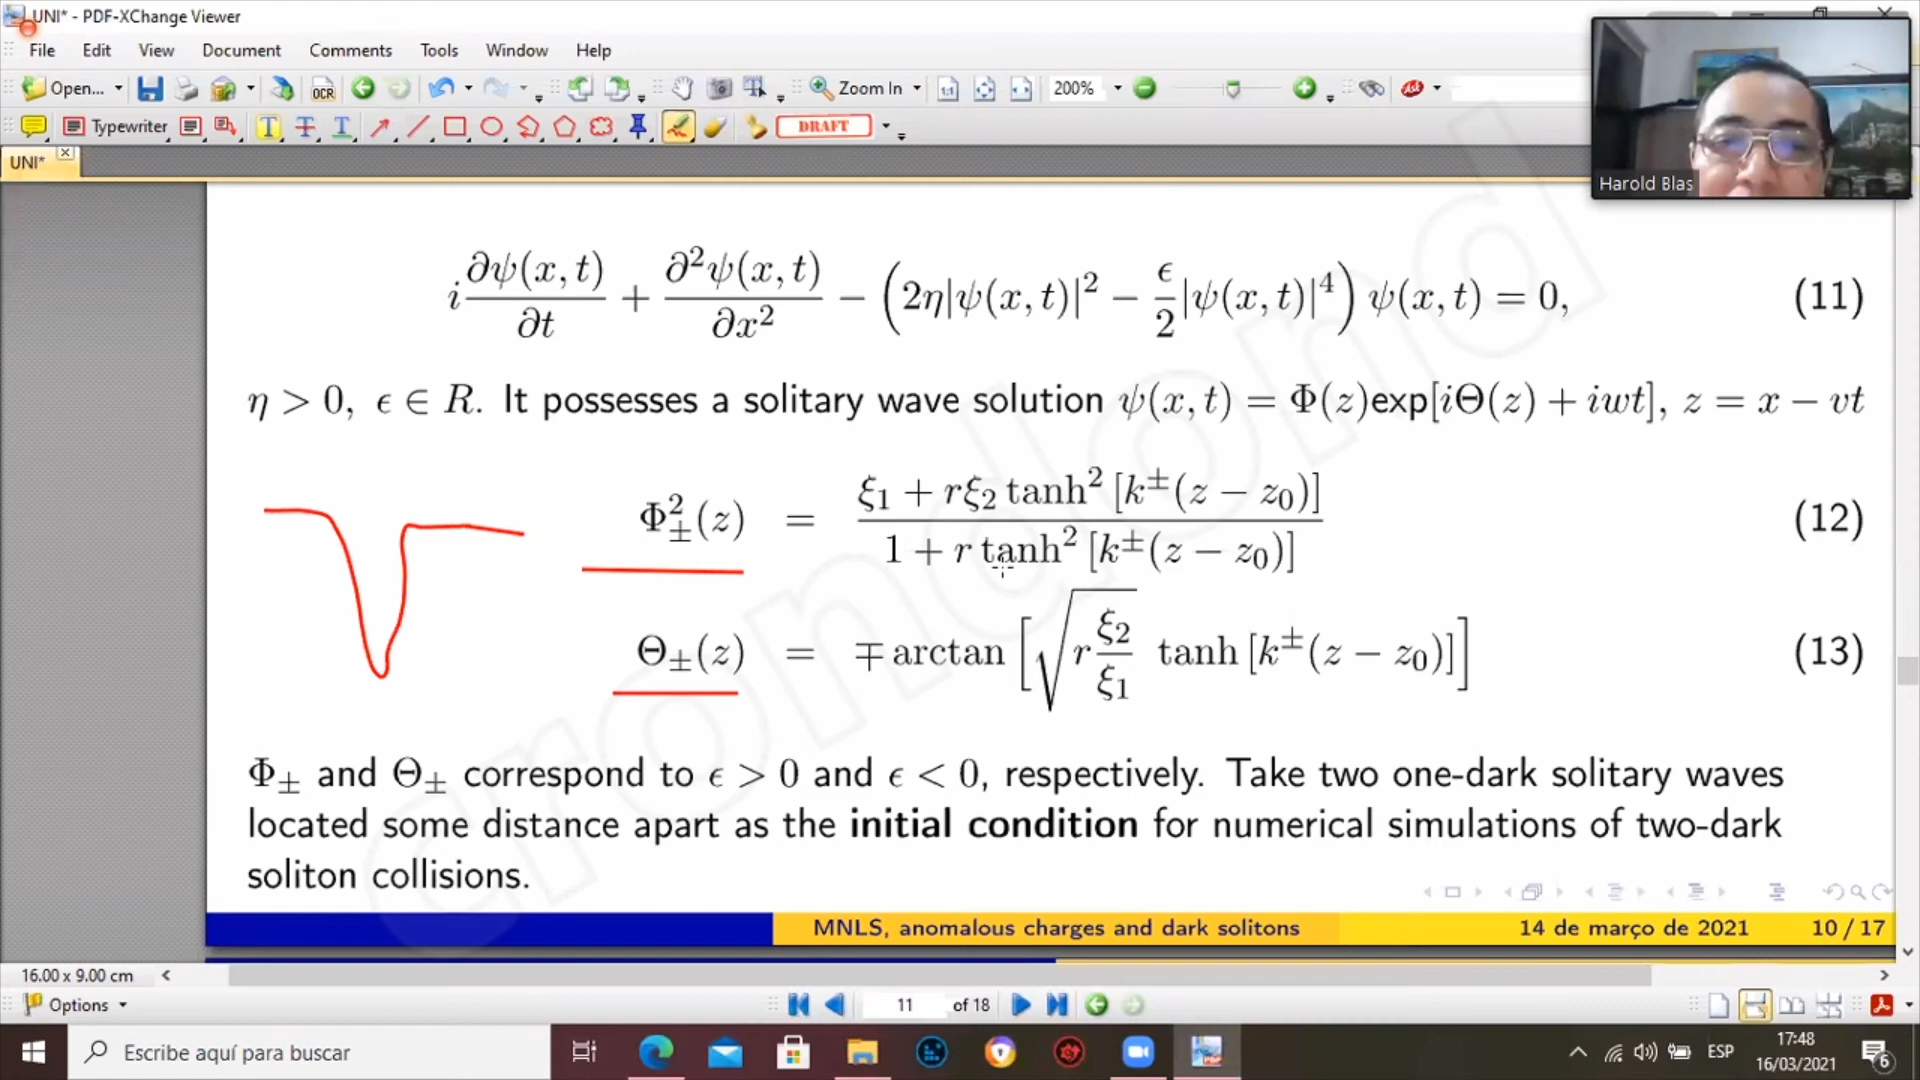 UNI* - PDF-XChange Viewer
File Edit View Document Comments Tools Window Help
Open... OCR Zoom In 1:1 200%
Typewriter T T T DRAFT
UNI*
Harold Blas
i ∂ψ(x, t)/∂t + ∂²ψ(x, t)/∂x² − (2η|ψ(x, t)|² − ϵ/2 |ψ(x, t)|⁴) ψ(x, t) = 0, (11)
η > 0, ϵ ∈ R. It possesses a solitary wave solution ψ(x, t) = Φ(z)exp[iΘ(z) + iwt], z = x − vt
Φ²±(z) = (ξ₁ + rξ₂ tanh² [k±(z − z₀)]) / (1 + r tanh² [k±(z − z₀)]) (12)
Θ±(z) = ∓ arctan [√(r ξ₂/ξ₁) tanh [k±(z − z₀)]] (13)
Φ± and Θ± correspond to ϵ > 0 and ϵ < 0, respectively. Take two one-dark solitary waves
located some distance apart as the initial condition for numerical simulations of two-dark
soliton collisions.
MNLS, anomalous charges and dark solitons 14 de março de 2021 10 / 17
16.00 x 9.00 cm
Options 11 of 18
Escribe aquí para buscar ESP 17:48
16/03/2021 6
crondond